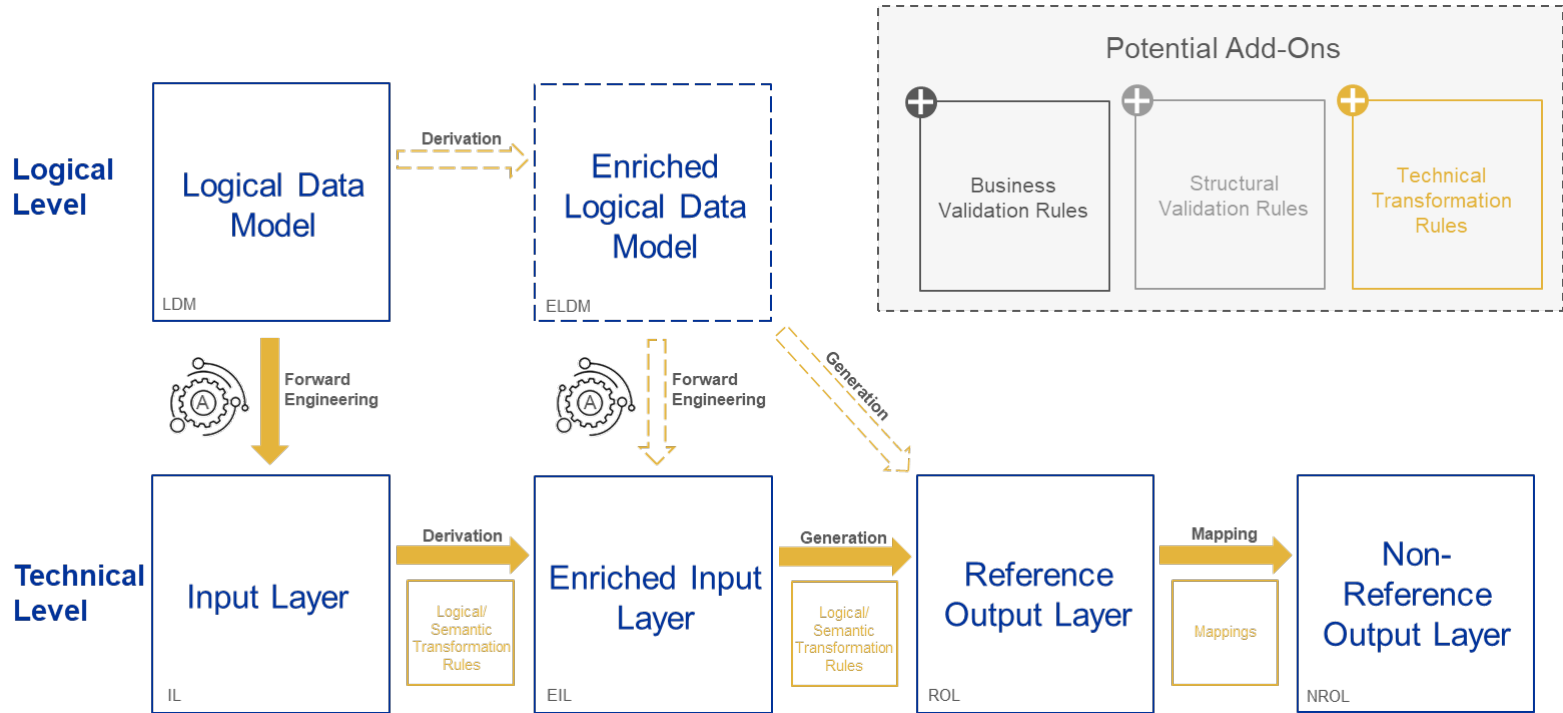 Potential Add-Ons
Business
Validation Rules
Structural
Validation Rules
Technical
Transformation
Rules
Logical
Level
Logical Data
Model
LDM
Derivation
Enriched
Logical Data
Model
ELDM
A
Forward
Engineering
A
Forward
Engineering
Generation
Technical
Level
Input Layer
IL
Derivation
Logical/
Semantic
Transformation
Rules
Enriched Input
Layer
EIL
Generation
Logical/
Semantic
Transformation
Rules
Reference
Output Layer
ROL
Mapping
Mappings
Non-
Reference
Output Layer
NROL